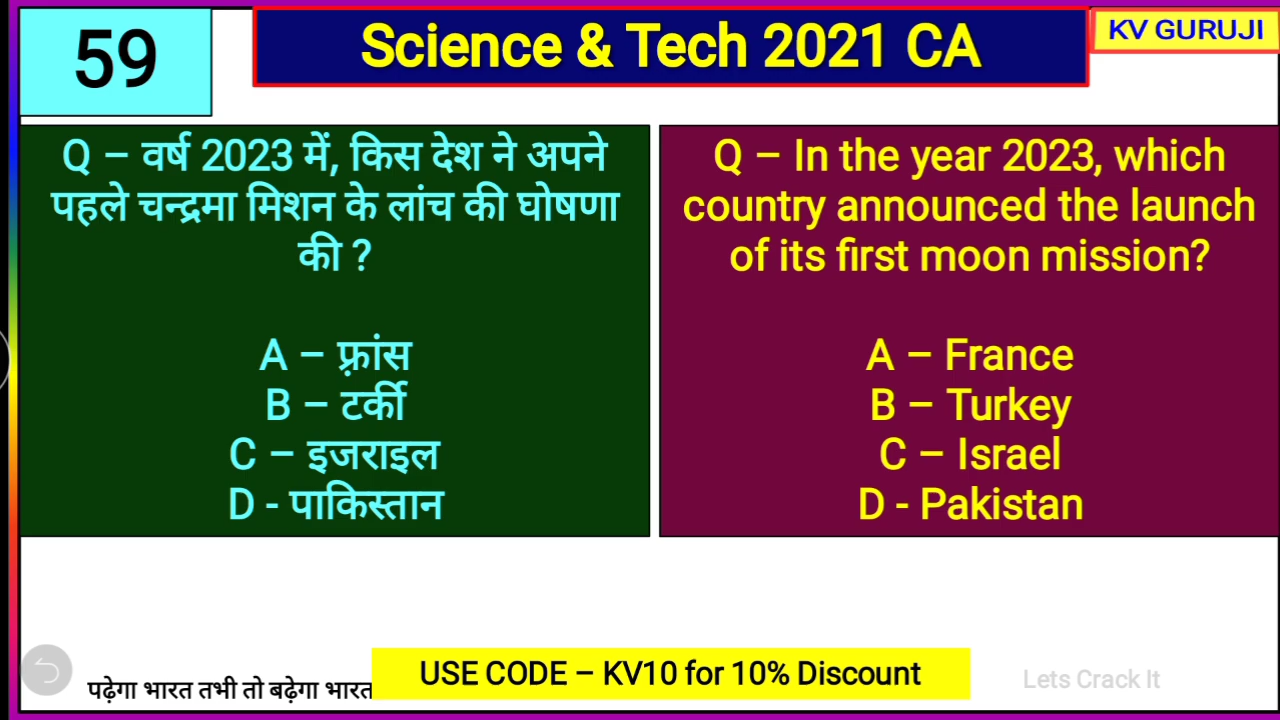 59
Science & Tech 2021 CA
KV GURUJI
Q – वर्ष 2023 में, किस देश ने अपने
पहले चन्द्रमा मिशन के लांच की घोषणा
की ?
A – फ़्रांस
B – टर्की
C – इजराइल
D - पाकिस्तान
Q – In the year 2023, which
country announced the launch
of its first moon mission?
A – France
B – Turkey
C – Israel
D - Pakistan
पढ़ेगा भारत तभी तो बढ़ेगा भारत
USE CODE – KV10 for 10% Discount
Lets Crack It